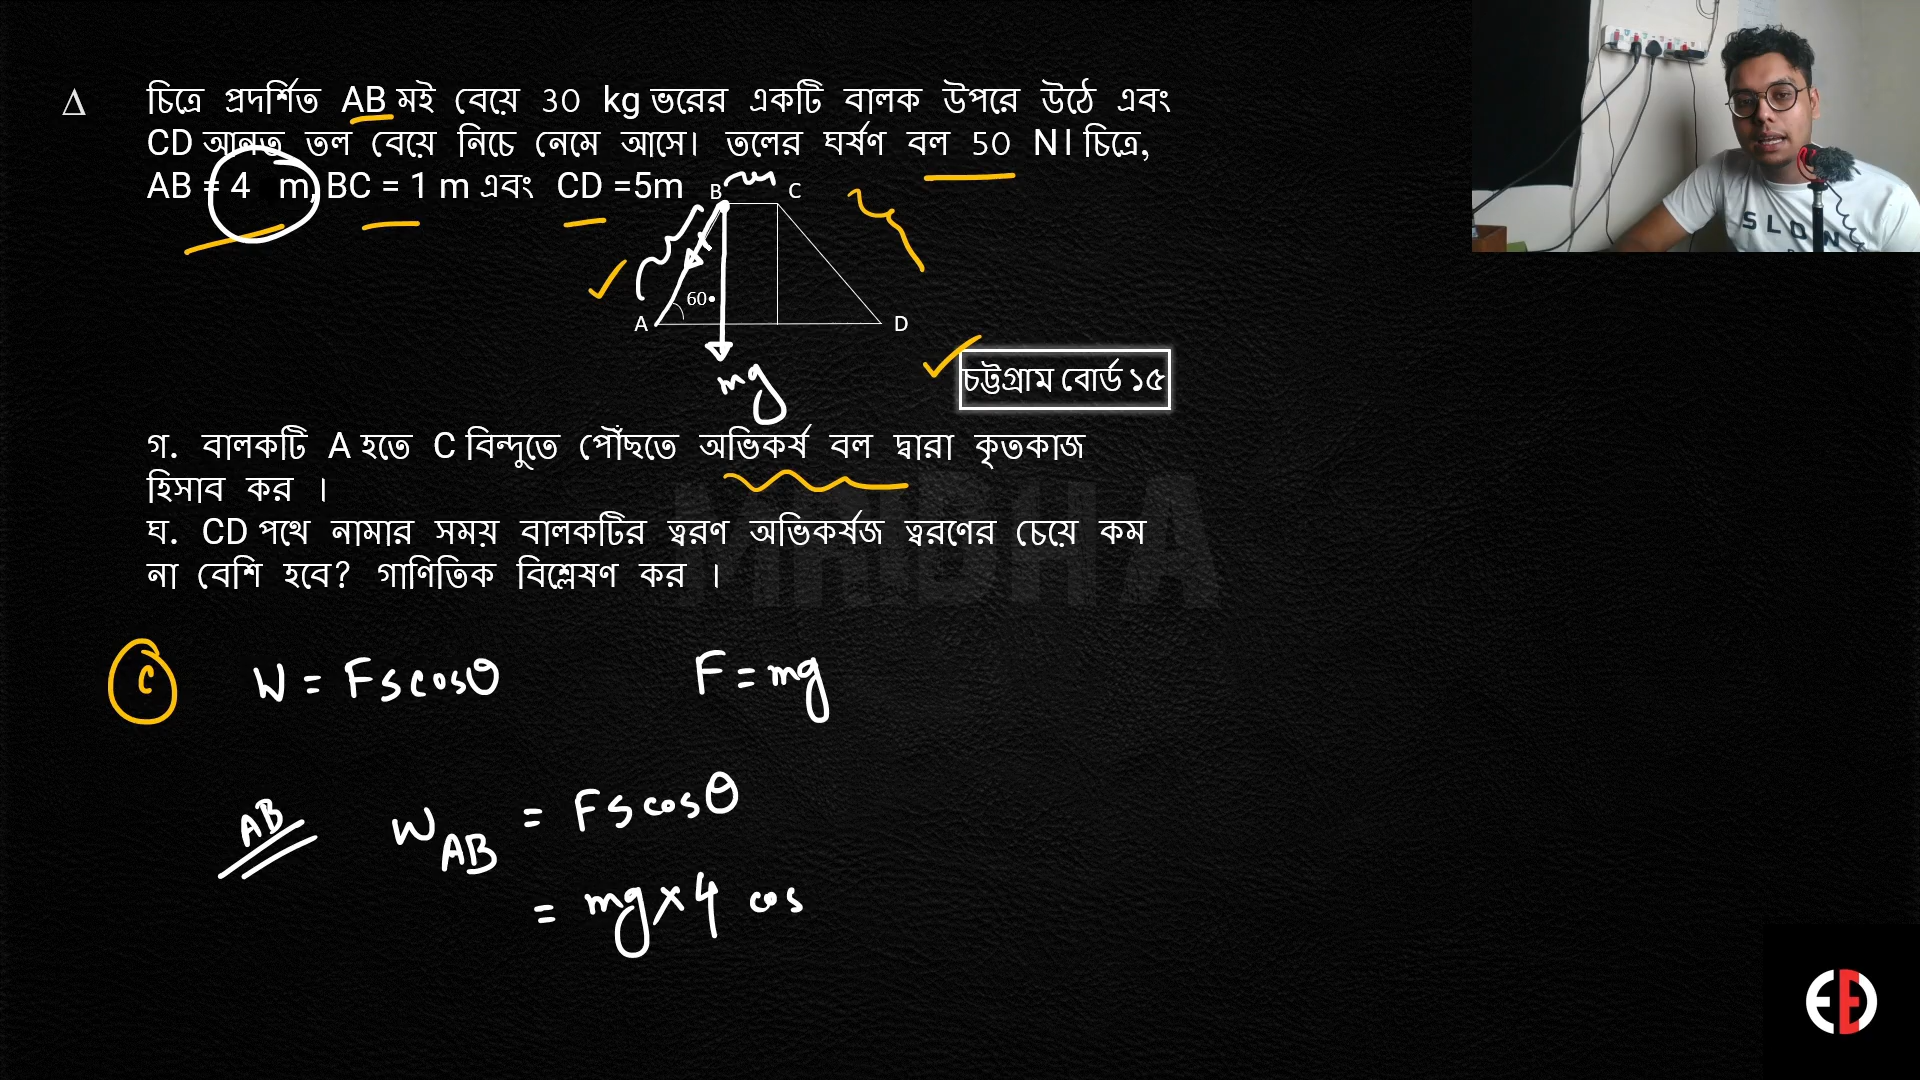 Δ চিত্রে প্রদর্শিত AB মই বেয়ে 30 kg ভরের একটি বালক উপরে উঠে এবং
CD আনত তল বেয়ে নিচে নেমে আসে। তলের ঘর্ষণ বল 50 N। চিত্রে,
AB = 4 m, BC = 1 m এবং CD =5m
B C
60•
A D
mg
চট্টগ্রাম বোর্ড ১৫
গ. বালকটি A হতে C বিন্দুতে পৌঁছতে অভিকর্ষ বল দ্বারা কৃতকাজ
হিসাব কর ।
ঘ. CD পথে নামার সময় বালকটির ত্বরণ অভিকর্ষজ ত্বরণের চেয়ে কম
না বেশি হবে? গাণিতিক বিশ্লেষণ কর ।
C W = Fscosθ F = mg
AB W_AB = Fscosθ
= mg×4 cos